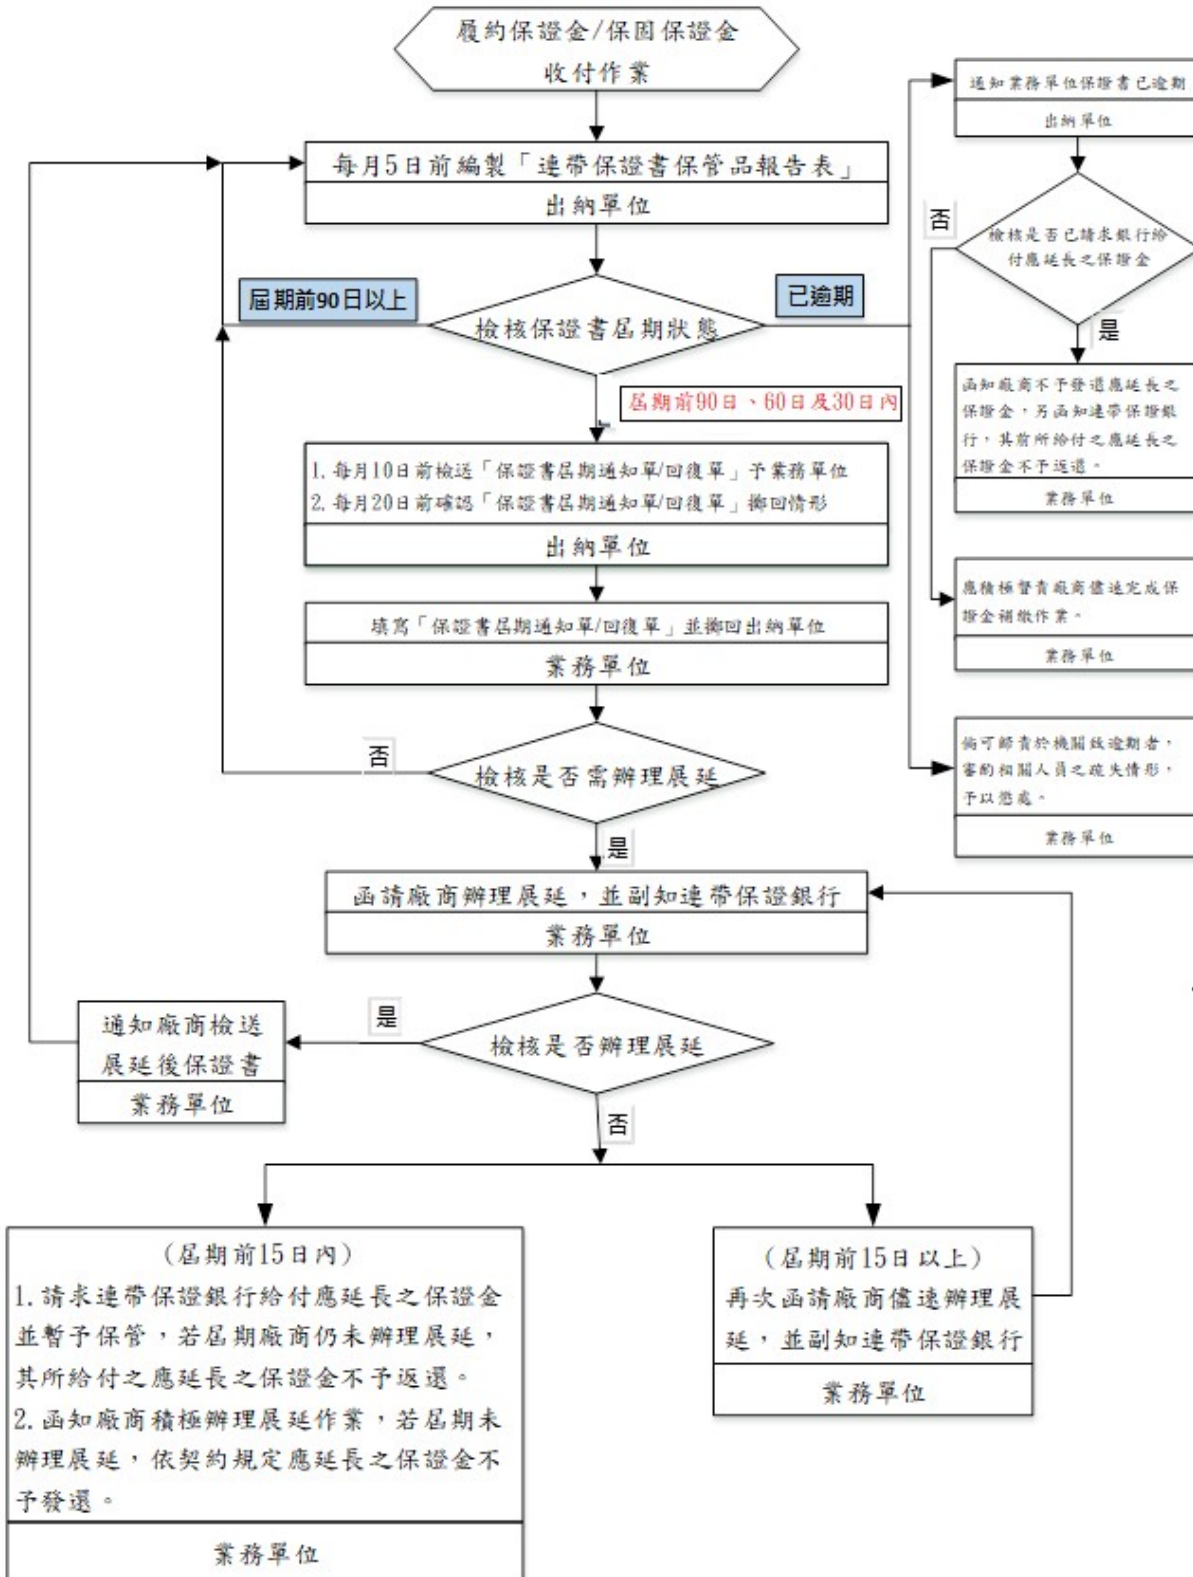 履約保證金/保固保證金
收付作業
每月5日前編製「連帶保證書保管品報告表」
出納單位
屆期前90日以上
檢核保證書屆期狀態
已逾期
屆期前90日、60日及30日內
1.每月10日前檢送「保證書屆期通知單/回復單」予業務單位
2.每月20日前確認「保證書屆期通知單/回復單」擲回情形
出納單位
填寫「保證書屆期通知單/回復單」並擲回出納單位
業務單位
否
檢核是否需辦理展延
是
函請廠商辦理展延，並副知連帶保證銀行
業務單位
通知廠商檢送
展延後保證書
業務單位
是
檢核是否辦理展延
否
(屆期前15日內)
1.請求連帶保證銀行給付應延長之保證金
並暫予保管，若屆期廠商仍未辦理展延，
其所給付之應延長之保證金不予返還。
2.函知廠商積極辦理展延作業，若屆期未
辦理展延，依契約規定應延長之保證金不
予發還。
業務單位
(屆期前15日以上)
再次函請廠商儘速辦理展
延，並副知連帶保證銀行
業務單位
通知業務單位保證書已逾期
出納單位
否
檢核是否已請求銀行給
付應延長之保證金
是
函知廠商不予發還應延長之
保證金，另函知連帶保證銀
行，其前所給付之應延長之
保證金不予返還。
業務單位
應積極督責廠商儘速完成保
證金補繳作業。
業務單位
倘可歸責於機關致逾期者，
審酌相關人員之疏失情形，
予以懲處。
業務單位